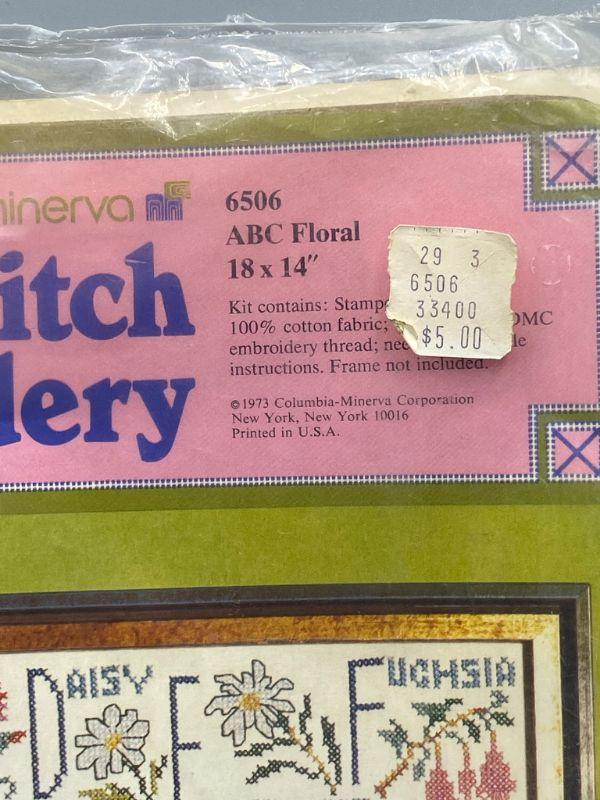 minerva
itch
lery
6506
ABC Floral
18 x 14"
Kit contains: Stamp
100% cotton fabric; DMC
embroidery thread; nee
instructions. Frame not included.
©1973 Columbia-Minerva Corporation
New York, New York 10016
Printed in U.S.A.
29 3
6506
33400
$5.00
DAISY
E
FUCHSIA